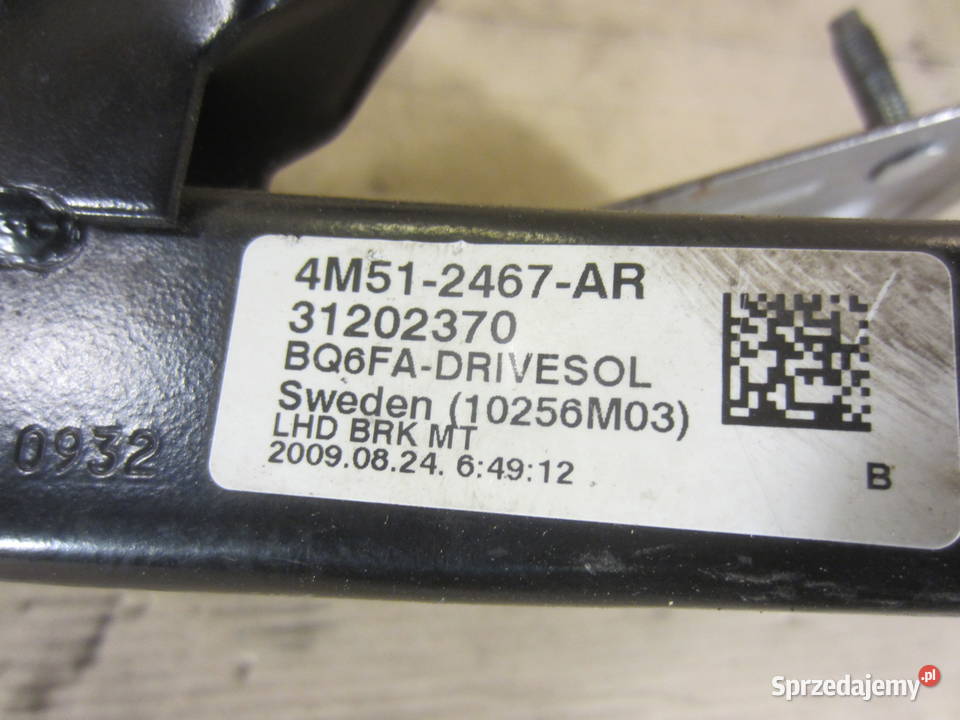 4M51-2467-AR
31202370
BQ6FA-DRIVESOL
Sweden (10256M03)
LHD BRK MT
2009.08.24. 6:49:12
B
0932
Sprzedajemy.pl